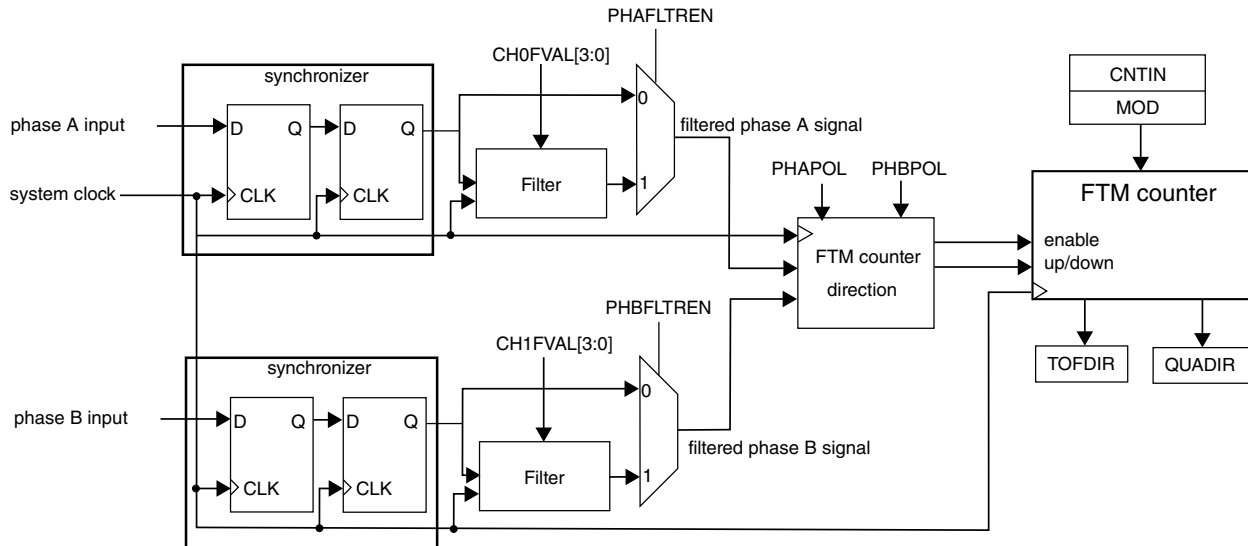 PHAFLTREN
CH0FVAL[3:0]
synchronizer
CNTIN
MOD
0
phase A input
D Q D Q
filtered phase A signal
Filter
1
PHAPOL PHBPOL
system clock
CLK CLK
FTM counter
enable
up/down
FTM counter
direction
PHBFLTREN
CH1FVAL[3:0]
synchronizer
TOFDIR QUADIR
0
phase B input
D Q D Q
filtered phase B signal
Filter
1
CLK CLK